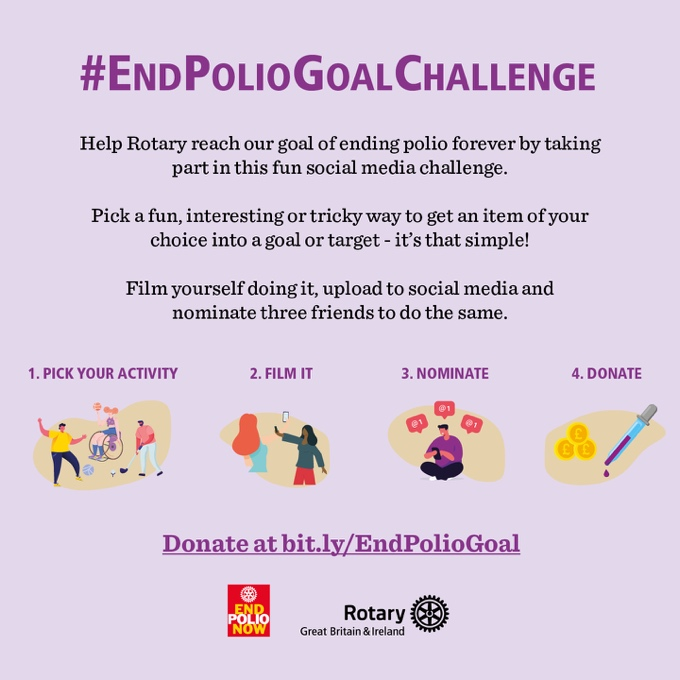 #EndPolioGoalChallenge
Help Rotary reach our goal of ending polio forever by taking
part in this fun social media challenge.
Pick a fun, interesting or tricky way to get an item of your
choice into a goal or target - it's that simple!
Film yourself doing it, upload to social media and
nominate three friends to do the same.
1. PICK YOUR ACTIVITY
2. FILM IT
3. NOMINATE
4. DONATE
@1
@1
@1
£
£
£
Donate at bit.ly/EndPolioGoal
END
POLIO
NOW
Rotary
Great Britain & Ireland